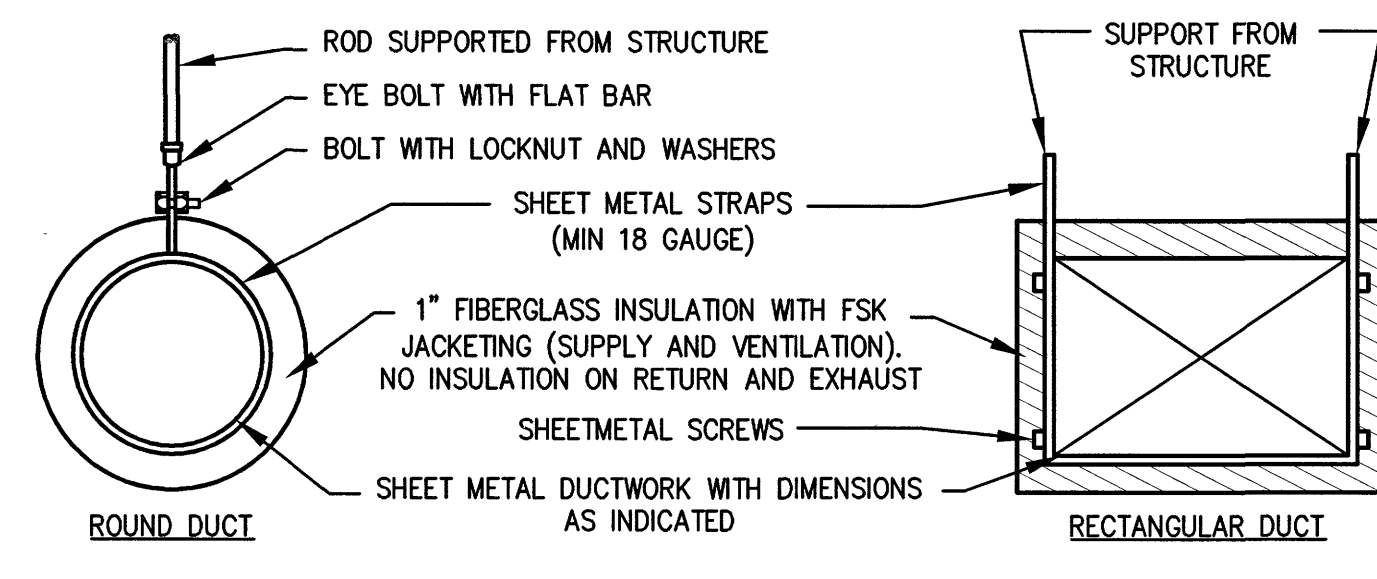 ROD SUPPORTED FROM STRUCTURE
EYE BOLT WITH FLAT BAR
BOLT WITH LOCKNUT AND WASHERS
SHEET METAL STRAPS
(MIN 18 GAUGE)
1" FIBERGLASS INSULATION WITH FSK
JACKETING (SUPPLY AND VENTILATION).
NO INSULATION ON RETURN AND EXHAUST
SHEETMETAL SCREWS
SHEET METAL DUCTWORK WITH DIMENSIONS
AS INDICATED
ROUND DUCT
SUPPORT FROM
STRUCTURE
RECTANGULAR DUCT